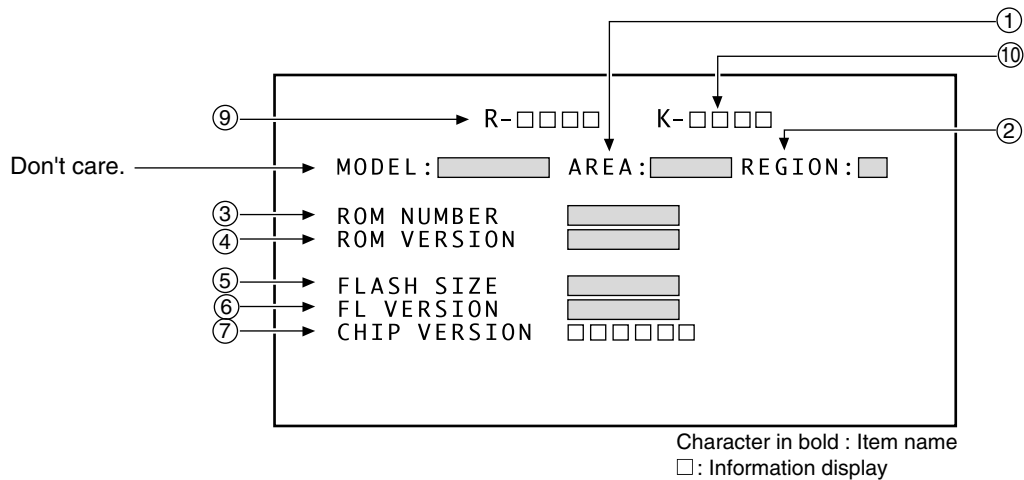 ①
⑩
⑨ R-□□□□ K-□□□□
②
Don't care. MODEL: AREA: REGION:
③ ROM NUMBER
④ ROM VERSION
⑤ FLASH SIZE
⑥ FL VERSION
⑦ CHIP VERSION □□□□□□
Character in bold : Item name
□ : Information display